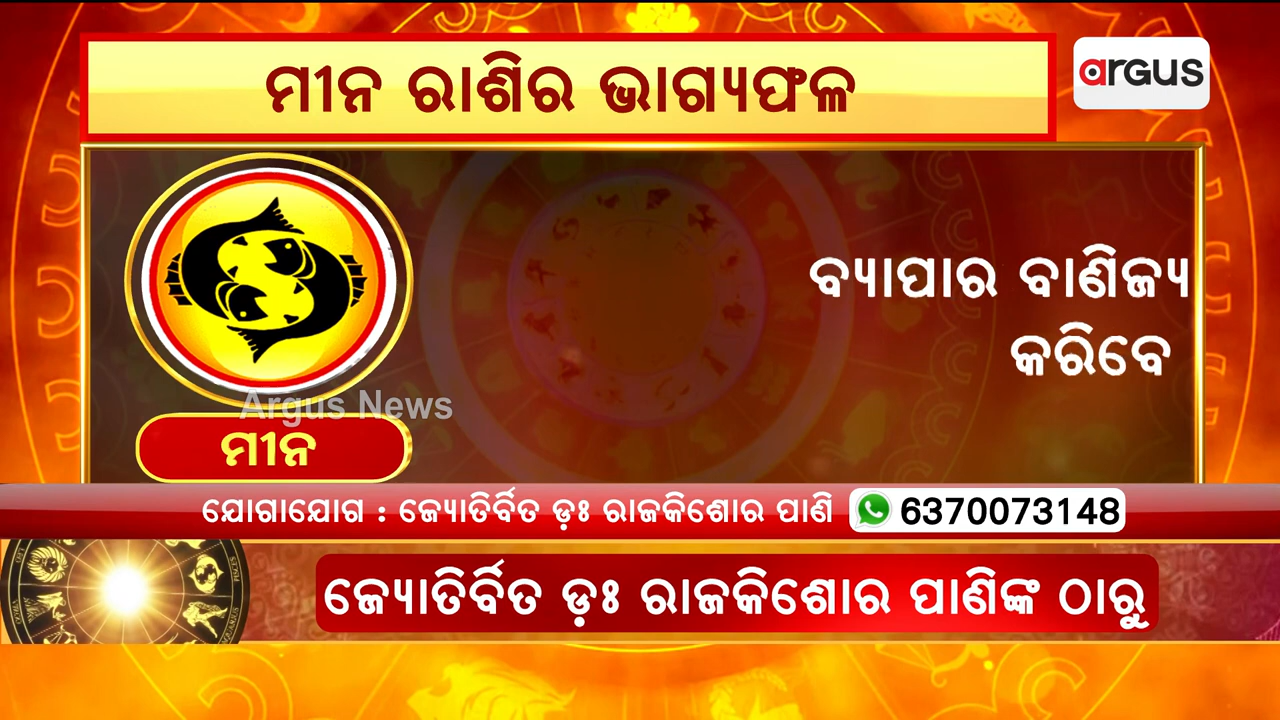 ମୀନ ରାଶିର ଭାଗ୍ୟଫଳ
argus
ବ୍ୟାପାର ବାଣିଜ୍ୟ
କରିବେ
Argus News
ମୀନ
ଯୋଗାଯୋଗ : ଜ୍ୟୋତିର୍ବିତ ଡ଼ଃ ରାଜକିଶୋର ପାଣି 6370073148
ଜ୍ୟୋତିର୍ବିତ ଡ଼ଃ ରାଜକିଶୋର ପାଣିଙ୍କ ଠାରୁ